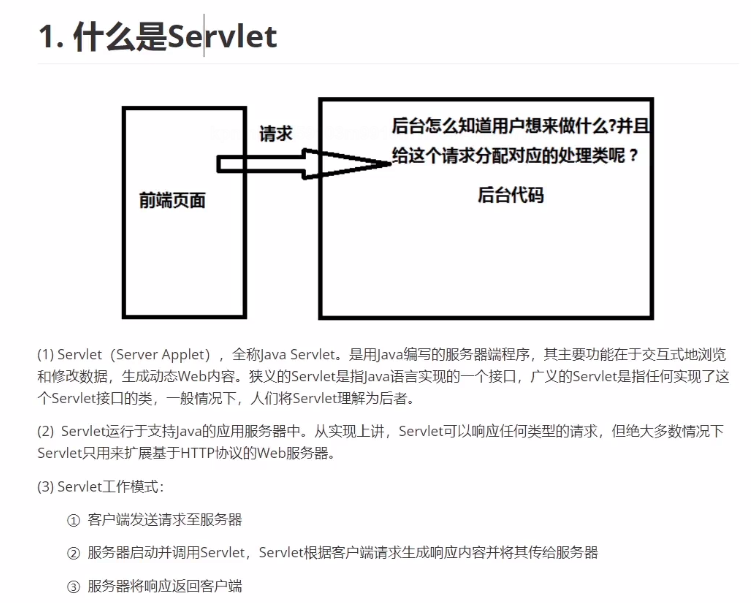 1. 什么是Servlet
请求
后台怎么知道用户想来做什么?并且
给这个请求分配对应的处理类呢？
前端页面
后台代码
(1) Servlet（Server Applet），全称Java Servlet。是用Java编写的服务器端程序，其主要功能在于交互式地浏览
和修改数据，生成动态Web内容。狭义的Servlet是指Java语言实现的一个接口，广义的Servlet是指任何实现了这
个Servlet接口的类，一般情况下，人们将Servlet理解为后者。
(2) Servlet运行于支持Java的应用服务器中。从实现上讲，Servlet可以响应任何类型的请求，但绝大多数情况下
Servlet只用来扩展基于HTTP协议的Web服务器。
(3) Servlet工作模式：
① 客户端发送请求至服务器
② 服务器启动并调用Servlet，Servlet根据客户端请求生成响应内容并将其传给服务器
③ 服务器将响应返回客户端